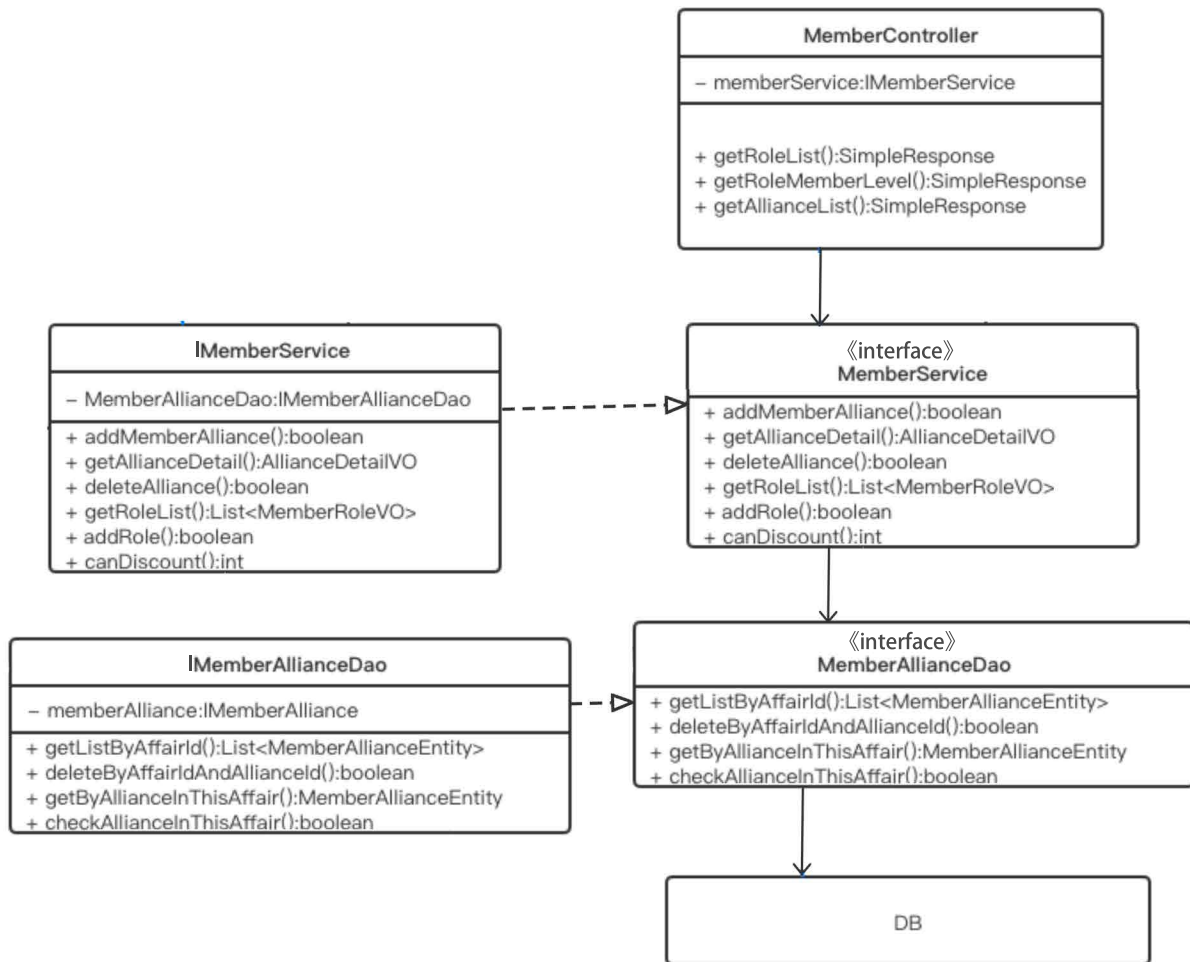 MemberController
– memberService:IMemberService
+ getRoleList():SimpleResponse
+ getRoleMemberLevel():SimpleResponse
+ getAllianceList():SimpleResponse
IMemberService
– MemberAllianceDao:IMemberAllianceDao
+ addMemberAlliance():boolean
+ getAllianceDetail():AllianceDetailVO
+ deleteAlliance():boolean
+ getRoleList():List<MemberRoleVO>
+ addRole():boolean
+ canDiscount():int
《interface》
MemberService
+ addMemberAlliance():boolean
+ getAllianceDetail():AllianceDetailVO
+ deleteAlliance():boolean
+ getRoleList():List<MemberRoleVO>
+ addRole():boolean
+ canDiscount():int
IMemberAllianceDao
– memberAlliance:IMemberAlliance
+ getListByAffairId():List<MemberAllianceEntity>
+ deleteByAffairIdAndAllianceId():boolean
+ getByAllianceInThisAffair():MemberAllianceEntity
+ checkAllianceInThisAffair():boolean
《interface》
MemberAllianceDao
+ getListByAffairId():List<MemberAllianceEntity>
+ deleteByAffairIdAndAllianceId():boolean
+ getByAllianceInThisAffair():MemberAllianceEntity
+ checkAllianceInThisAffair():boolean
DB